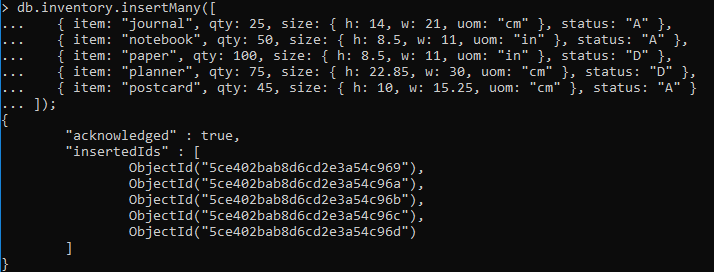 > db.inventory.insertMany([
...    { item: "journal", qty: 25, size: { h: 14, w: 21, uom: "cm" }, status: "A" },
...    { item: "notebook", qty: 50, size: { h: 8.5, w: 11, uom: "in" }, status: "A" },
...    { item: "paper", qty: 100, size: { h: 8.5, w: 11, uom: "in" }, status: "D" },
...    { item: "planner", qty: 75, size: { h: 22.85, w: 30, uom: "cm" }, status: "D" },
...    { item: "postcard", qty: 45, size: { h: 10, w: 15.25, uom: "cm" }, status: "A" }
... ]);
{
        "acknowledged" : true,
        "insertedIds" : [
                ObjectId("5ce402bab8d6cd2e3a54c969"),
                ObjectId("5ce402bab8d6cd2e3a54c96a"),
                ObjectId("5ce402bab8d6cd2e3a54c96b"),
                ObjectId("5ce402bab8d6cd2e3a54c96c"),
                ObjectId("5ce402bab8d6cd2e3a54c96d")
        ]
}